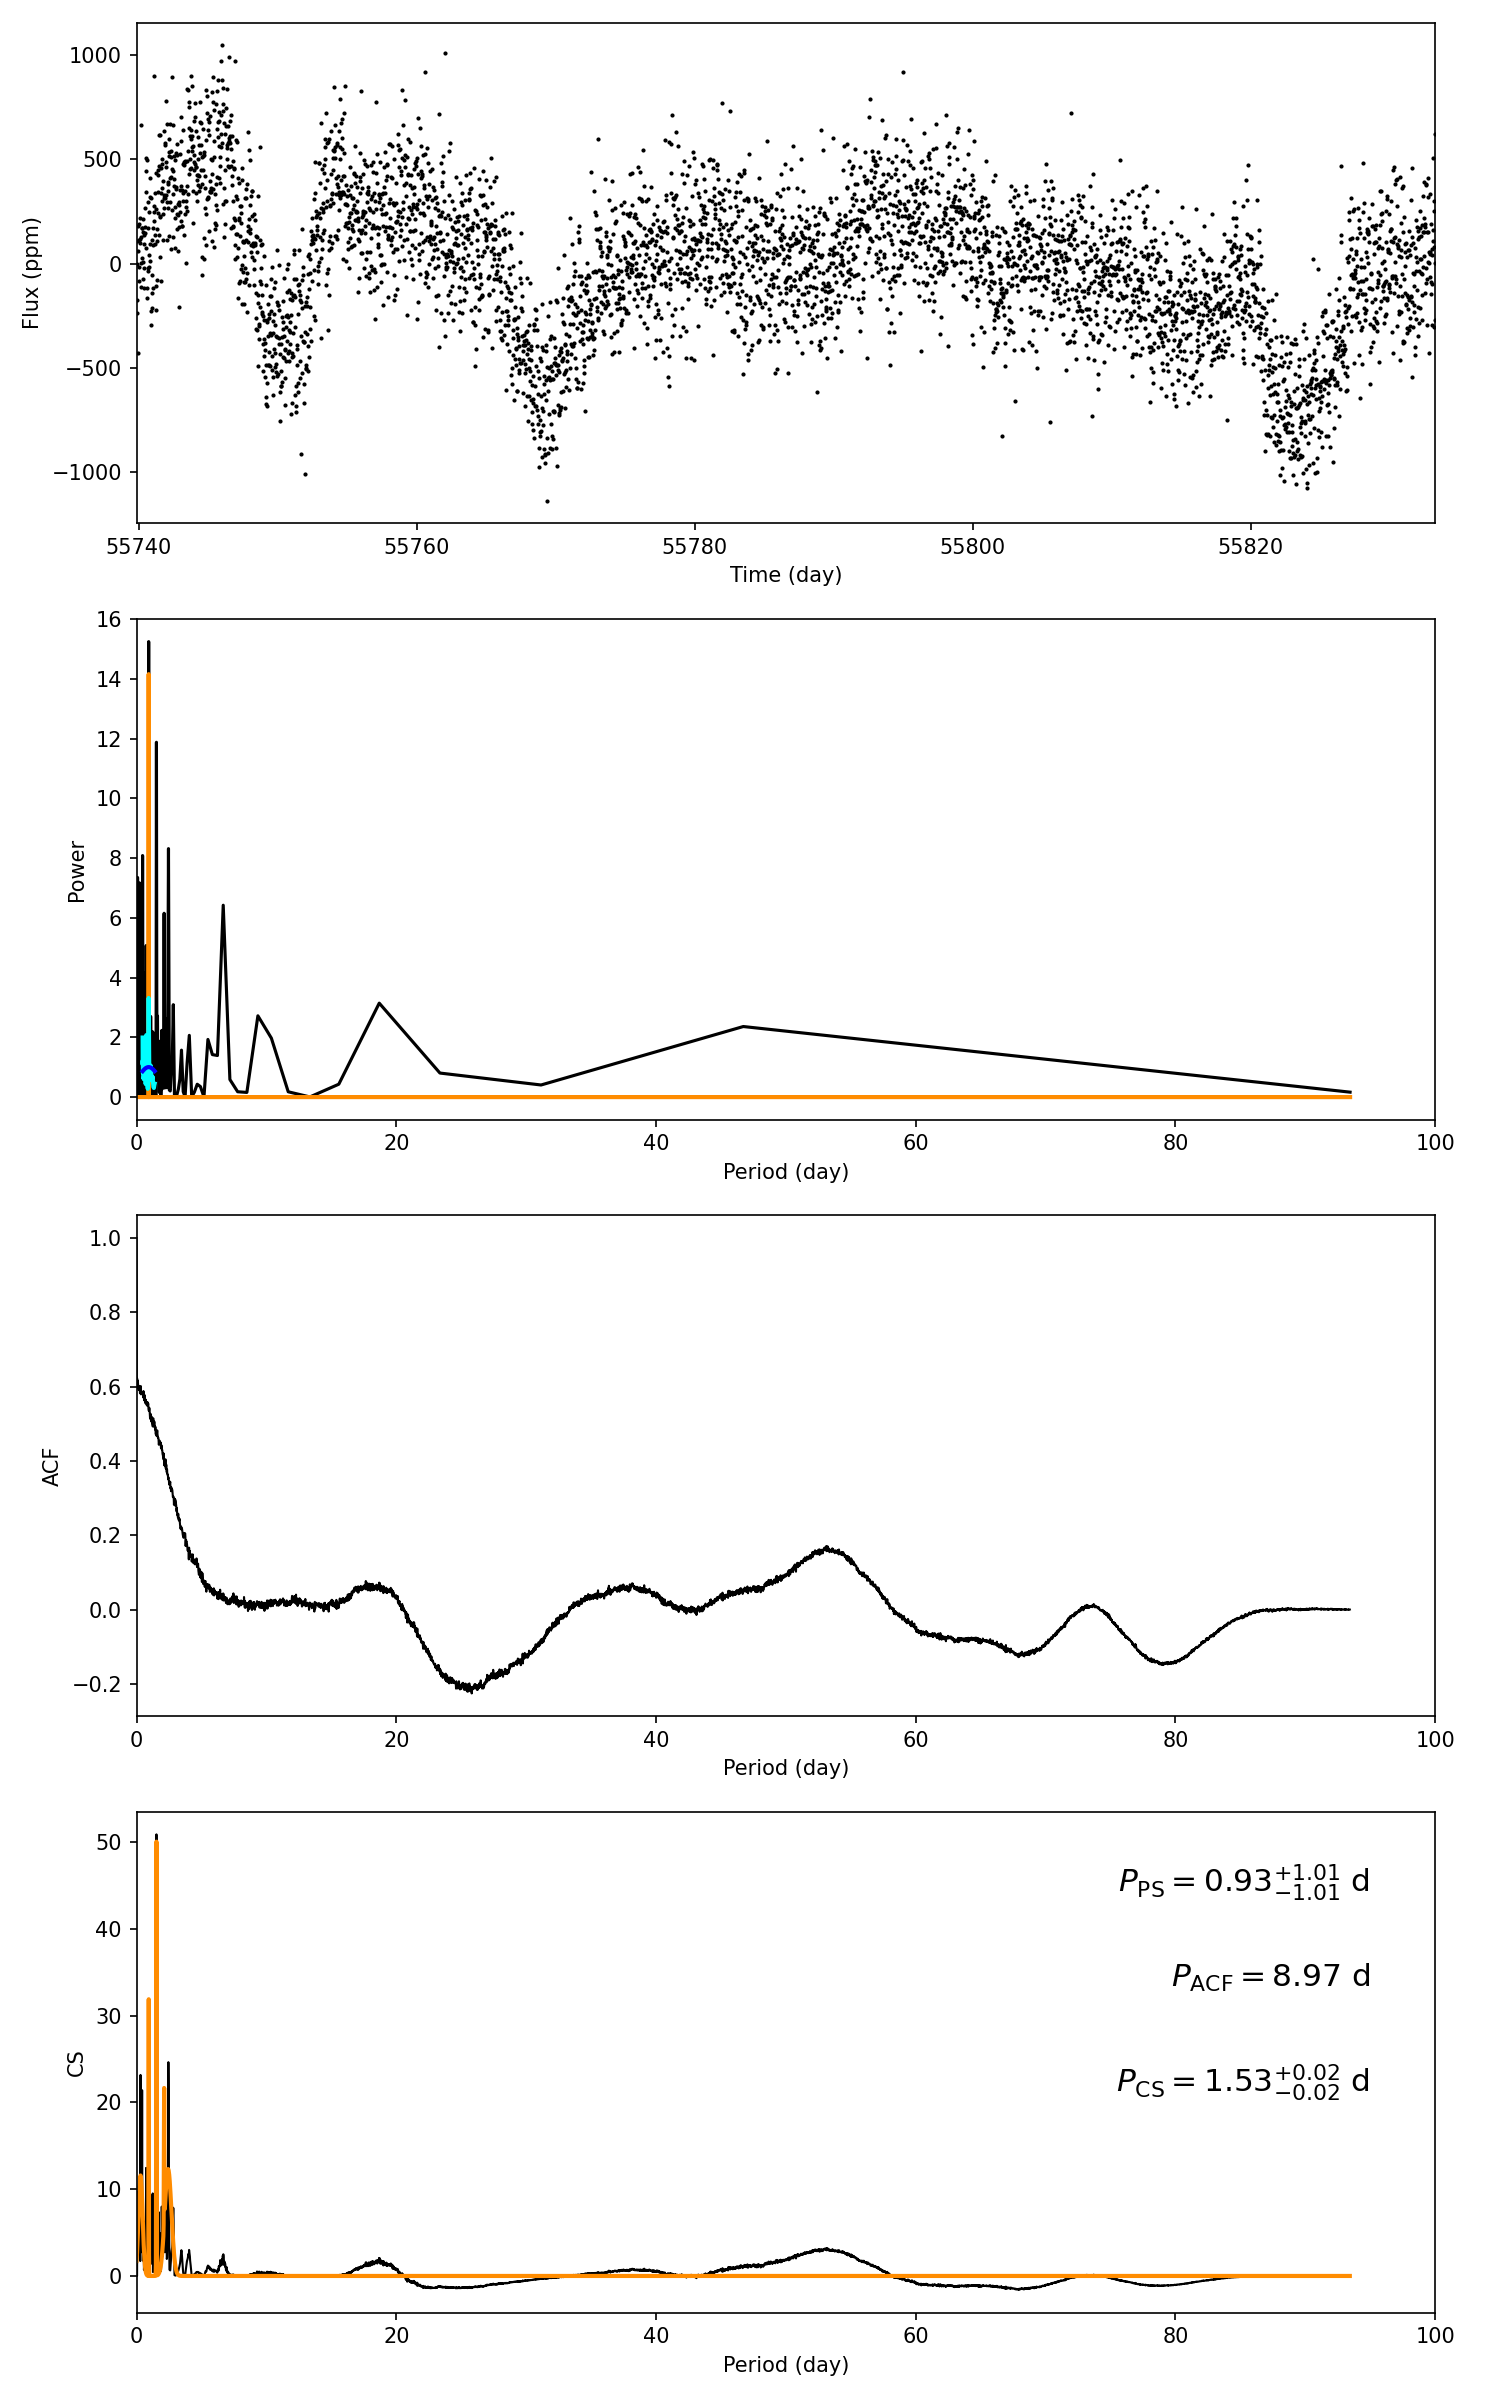 1000
500
0
−500
−1000
Flux (ppm)
55740 55760 55780 55800 55820
Time (day)
16
14
12
10
8
6
4
2
0
Power
0 20 40 60 80 100
Period (day)
1.0
0.8
0.6
0.4
0.2
0.0
−0.2
ACF
0 20 40 60 80 100
Period (day)
50
40
30
20
10
0
CS
P_PS = 0.93^{+1.01}_{−1.01} d
P_ACF = 8.97 d
P_CS = 1.53^{+0.02}_{−0.02} d
0 20 40 60 80 100
Period (day)